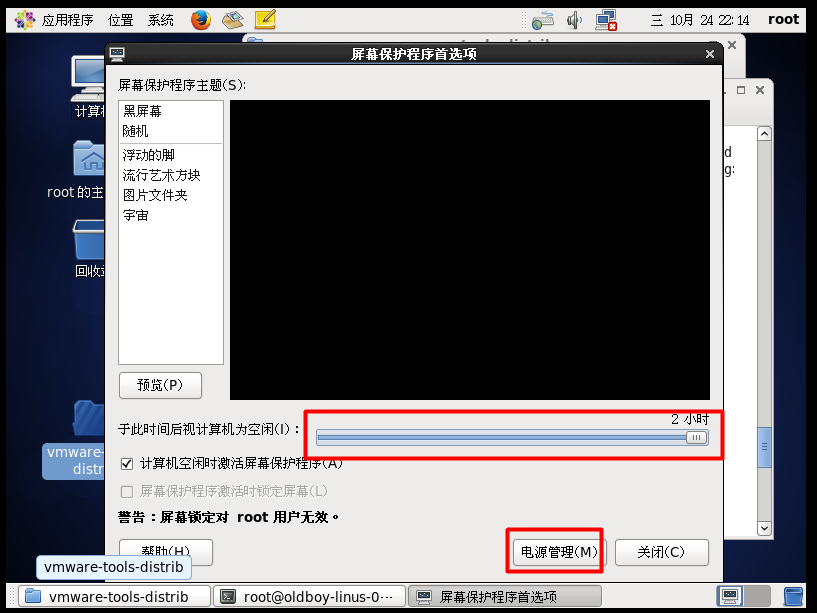 应用程序 位置 系统 三 10月 24 22:14 root
屏幕保护程序首选项
屏幕保护程序主题(S):
黑屏幕
随机
浮动的脚
流行艺术方块
图片文件夹
宇宙
计算
root 的主
回收
d
g:
预览(P)
2 小时
于此时间后视计算机为空闲(I)：
vmware-
distr
计算机空闲时激活屏幕保护程序(A)
屏幕保护程序激活时锁定屏幕(L)
警告：屏幕锁定对 root 用户无效。
帮助(H)
电源管理(M)
关闭(C)
vmware-tools-distrib
vmware-tools-distrib
root@oldboy-linus-0···
屏幕保护程序首选项